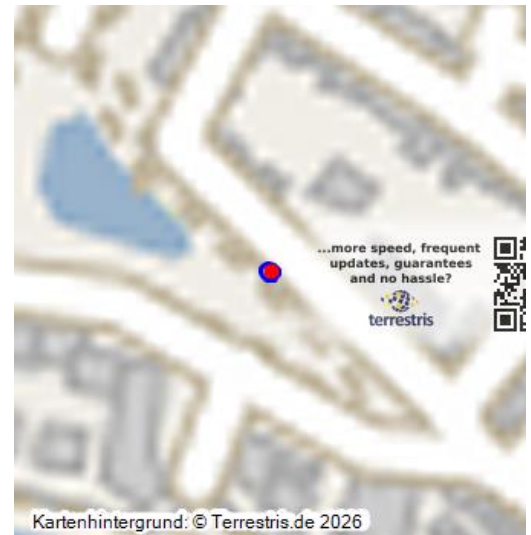 ...more speed, frequent
updates, guarantees
and no hassle?
terrestris
Kartenhintergrund: © Terrestris.de 2026